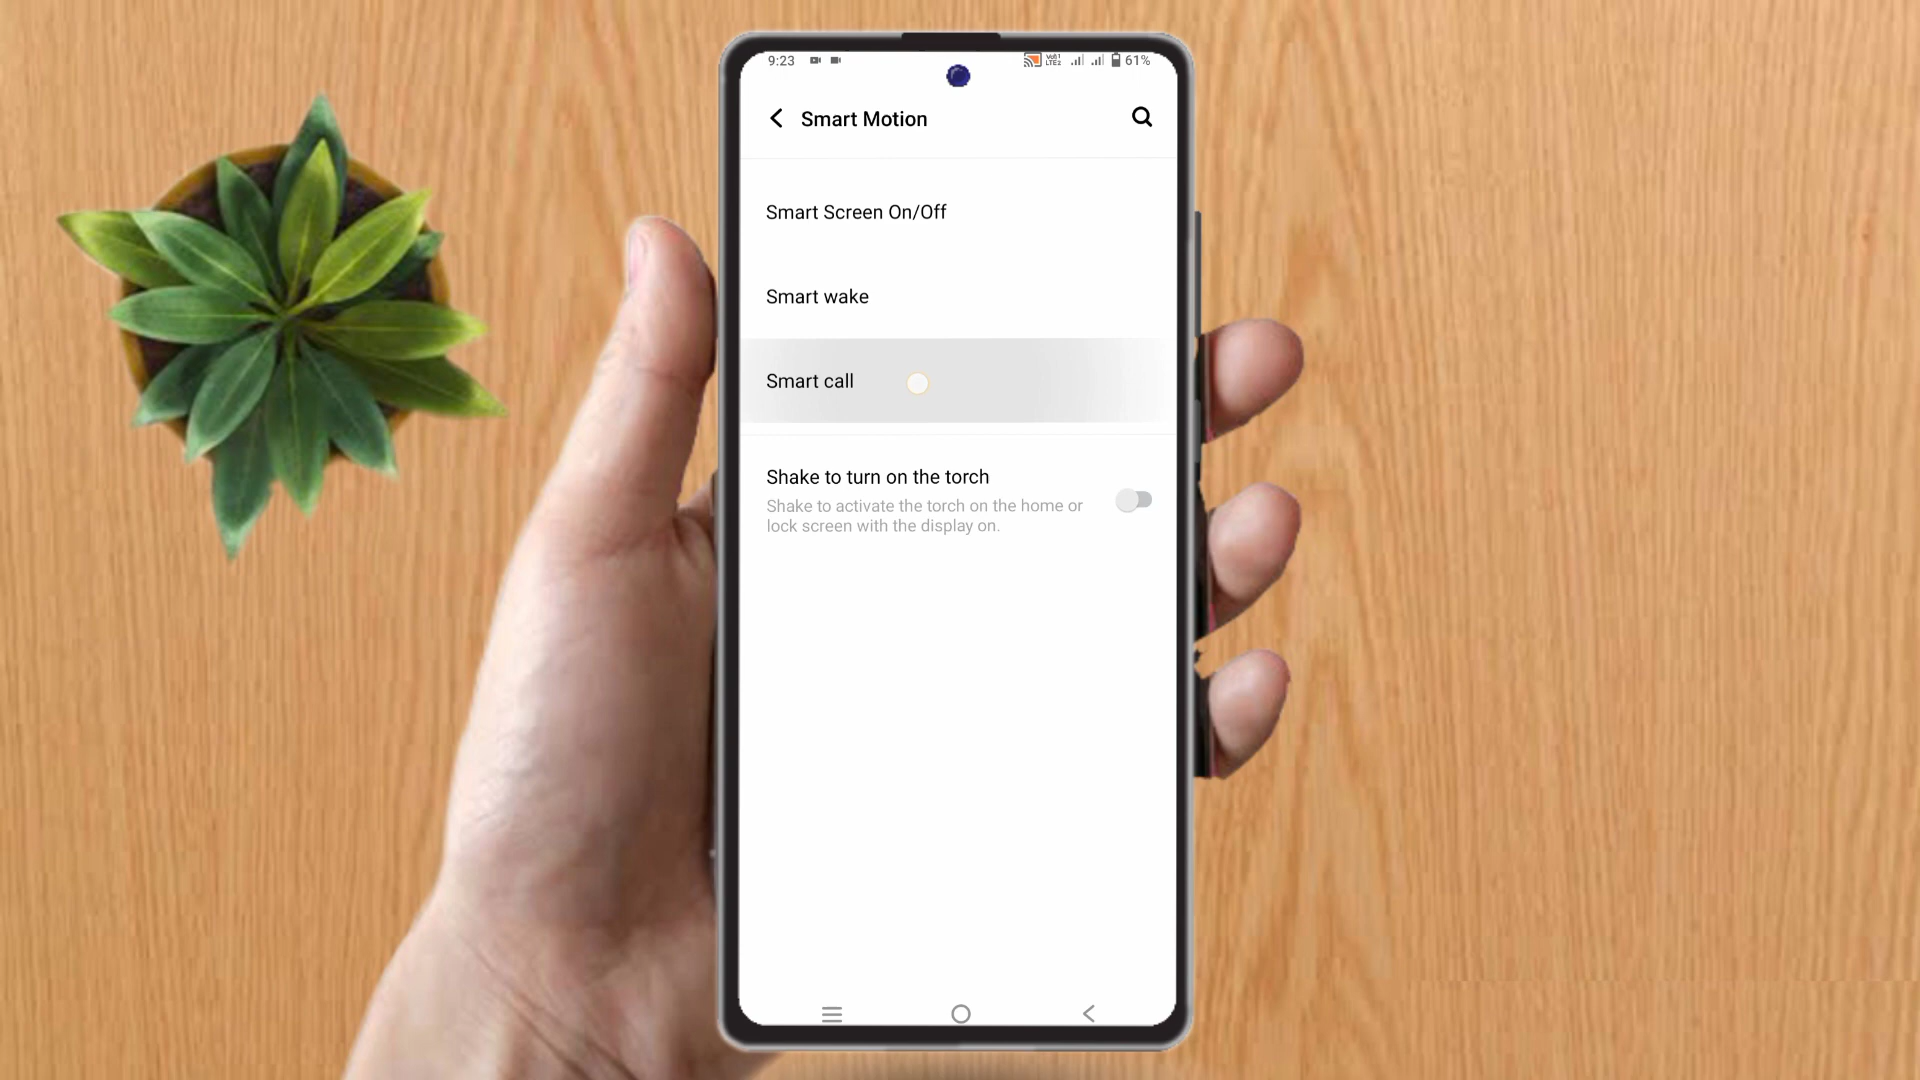 9:23
61%
Smart Motion
Smart Screen On/Off
Smart wake
Smart call
Shake to turn on the torch
Shake to activate the torch on the home or
lock screen with the display on.